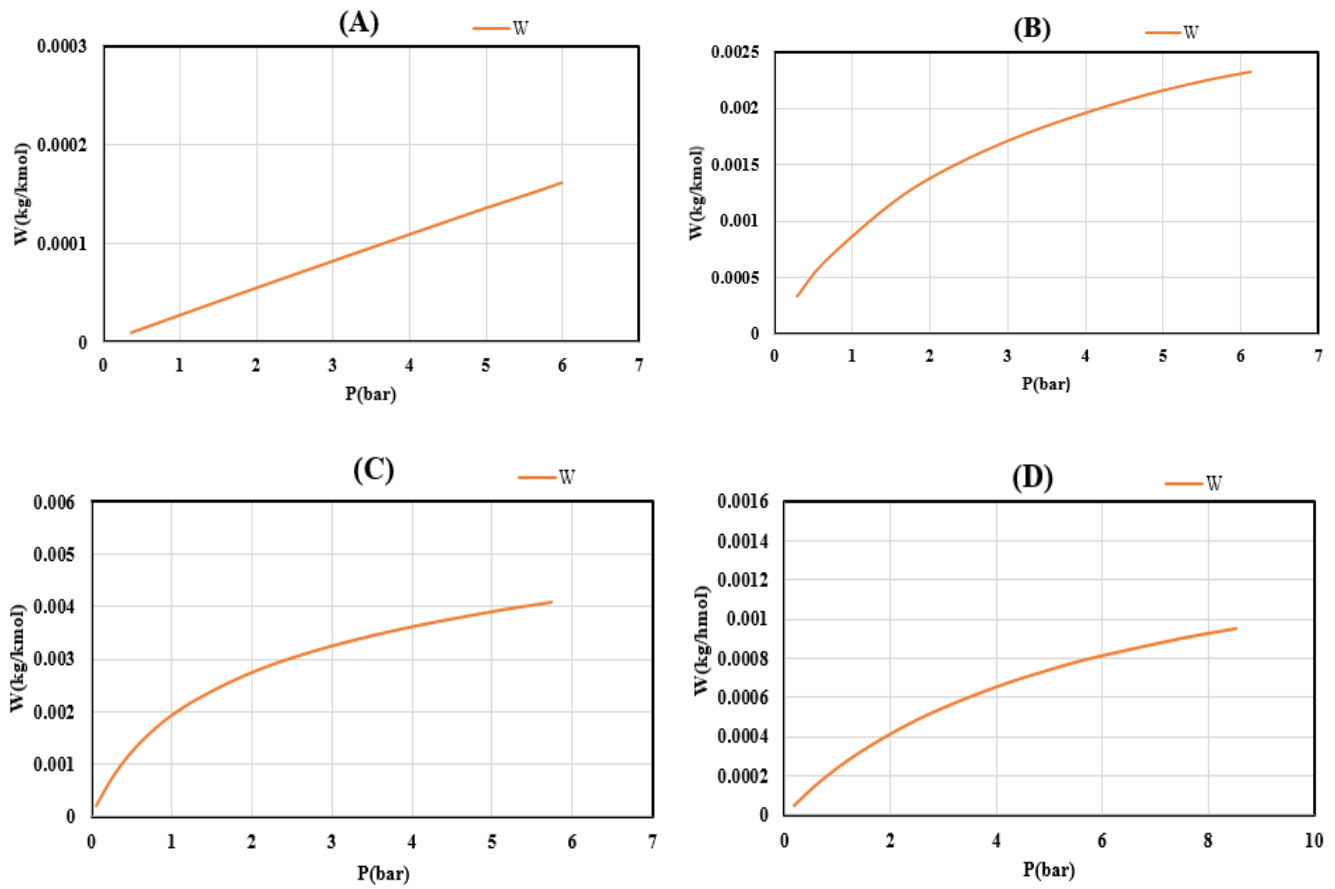 (A)
W
0.0003
0.0002
0.0001
0
W(kg/kmol)
0 1 2 3 4 5 6 7
P(bar)
(B)
W
0.0025
0.002
0.0015
0.001
0.0005
0
W(kg/kmol)
0 1 2 3 4 5 6 7
P(bar)
(C)
W
0.006
0.005
0.004
0.003
0.002
0.001
0
W(kg/kmol)
0 1 2 3 4 5 6 7
P(bar)
(D)
W
0.0016
0.0014
0.0012
0.001
0.0008
0.0006
0.0004
0.0002
0
W(kg/hmol)
0 2 4 6 8 10
P(bar)